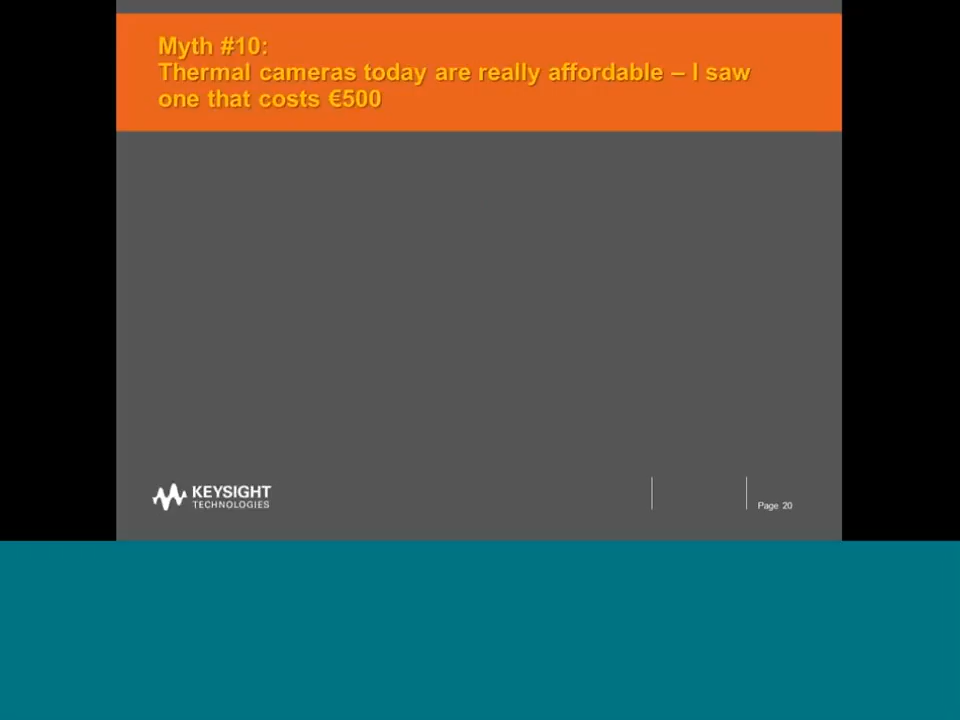 Myth #10:
Thermal cameras today are really affordable – I saw
one that costs €500
KEYSIGHT
TECHNOLOGIES
Page 20